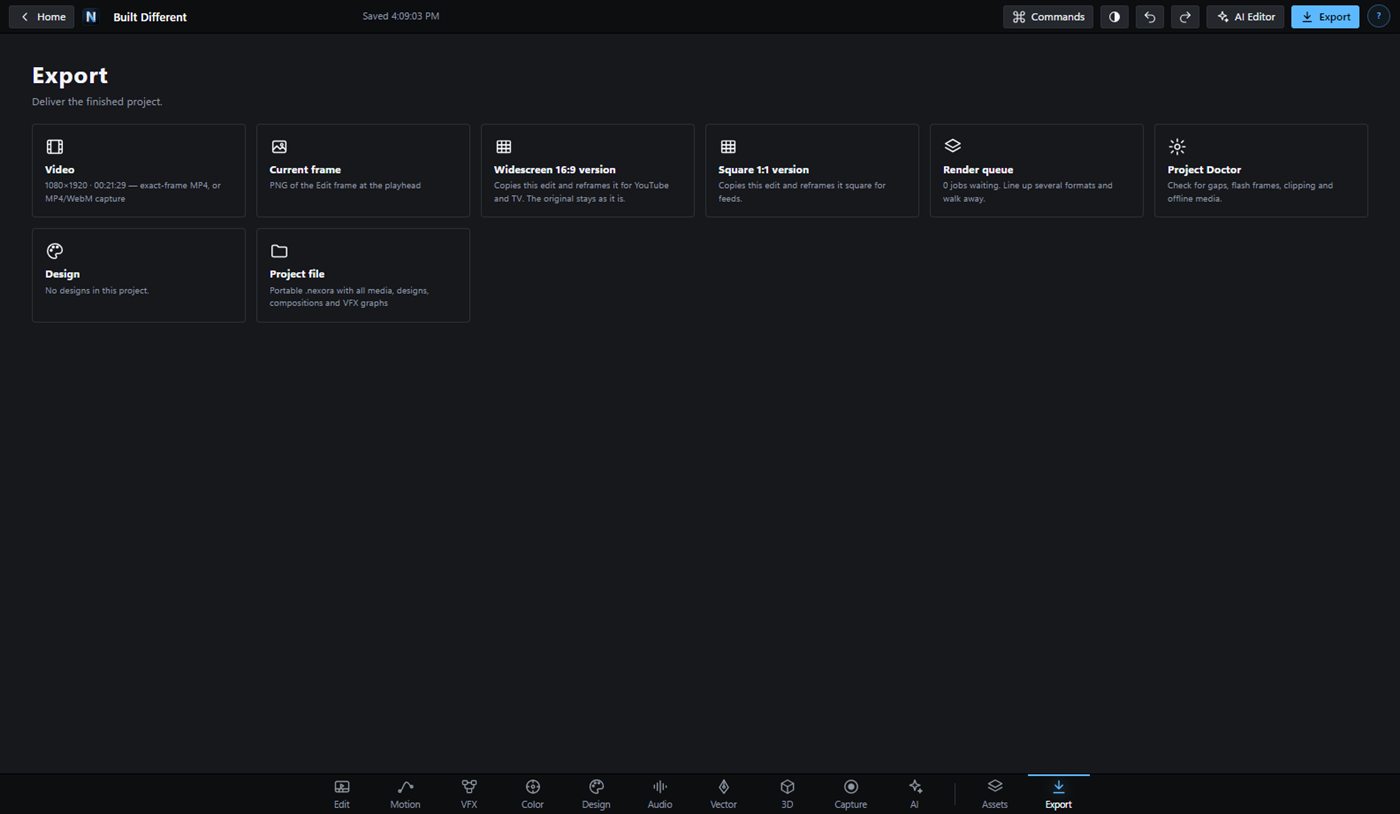 Home
N
Built Different
Saved 4:09:03 PM
Commands
AI Editor
Export
?
Export
Deliver the finished project.
Video
1080×1920 · 00:21:29 — exact-frame MP4, or
MP4/WebM capture
Current frame
PNG of the Edit frame at the playhead
Widescreen 16:9 version
Copies this edit and reframes it for YouTube
and TV. The original stays as it is.
Square 1:1 version
Copies this edit and reframes it square for
feeds.
Render queue
0 jobs waiting. Line up several formats and
walk away.
Project Doctor
Check for gaps, flash frames, clipping and
offline media.
Design
No designs in this project.
Project file
Portable .nexora with all media, designs,
compositions and VFX graphs
Edit
Motion
VFX
Color
Design
Audio
Vector
3D
Capture
AI
Assets
Export